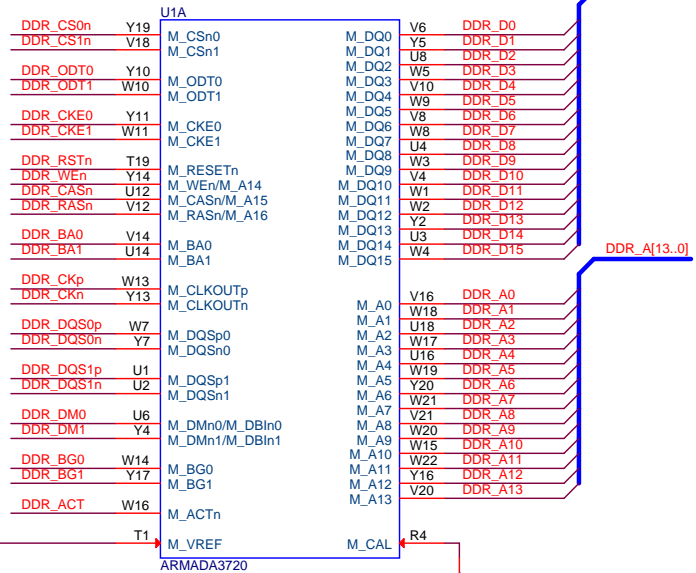 U1A
DDR_CS0n Y19 M_CSn0 M_DQ0 V6 DDR_D0
DDR_CS1n V18 M_CSn1 M_DQ1 Y5 DDR_D1
M_DQ2 U8 DDR_D2
DDR_ODT0 Y10 M_ODT0 M_DQ3 W5 DDR_D3
DDR_ODT1 W10 M_ODT1 M_DQ4 V10 DDR_D4
M_DQ5 W9 DDR_D5
DDR_CKE0 Y11 M_CKE0 M_DQ6 V8 DDR_D6
DDR_CKE1 W11 M_CKE1 M_DQ7 W8 DDR_D7
M_DQ8 U4 DDR_D8
DDR_RSTn T19 M_RESETn M_DQ9 W3 DDR_D9
DDR_WEn Y14 M_WEn/M_A14 M_DQ10 V4 DDR_D10
DDR_CASn U12 M_CASn/M_A15 M_DQ11 W1 DDR_D11
DDR_RASn V12 M_RASn/M_A16 M_DQ12 W2 DDR_D12
M_DQ13 Y2 DDR_D13
DDR_BA0 V14 M_BA0 M_DQ14 U3 DDR_D14
DDR_BA1 U14 M_BA1 M_DQ15 W4 DDR_D15
DDR_A[13..0]
DDR_CKp W13 M_CLKOUTp
DDR_CKn Y13 M_CLKOUTn M_A0 V16 DDR_A0
M_A1 W18 DDR_A1
DDR_DQS0p W7 M_DQSp0 M_A2 U18 DDR_A2
DDR_DQS0n Y7 M_DQSn0 M_A3 W17 DDR_A3
M_A4 U16 DDR_A4
DDR_DQS1p U1 M_DQSp1 M_A5 W19 DDR_A5
DDR_DQS1n U2 M_DQSn1 M_A6 Y20 DDR_A6
M_A7 W21 DDR_A7
DDR_DM0 U6 M_DMn0/M_DBIn0 M_A8 V21 DDR_A8
DDR_DM1 Y4 M_DMn1/M_DBIn1 M_A9 W20 DDR_A9
M_A10 W15 DDR_A10
DDR_BG0 W14 M_BG0 M_A11 W22 DDR_A11
DDR_BG1 Y17 M_BG1 M_A12 Y16 DDR_A12
M_A13 V20 DDR_A13
DDR_ACT W16 M_ACTn
T1 M_VREF M_CAL R4
ARMADA3720